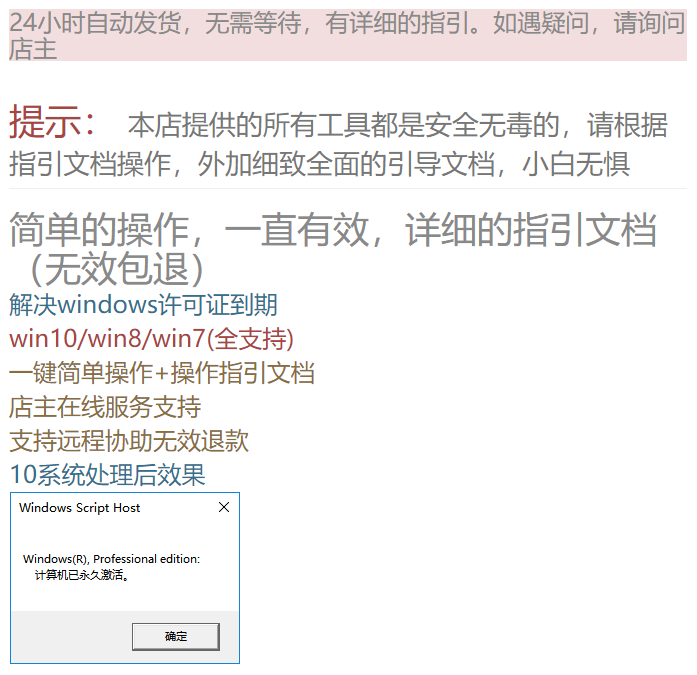 24小时自动发货，无需等待，有详细的指引。如遇疑问，请询问
店主
提示： 本店提供的所有工具都是安全无毒的，请根据
指引文档操作，外加细致全面的引导文档，小白无惧
简单的操作，一直有效，详细的指引文档
（无效包退）
解决windows许可证到期
win10/win8/win7(全支持)
一键简单操作+操作指引文档
店主在线服务支持
支持远程协助无效退款
10系统处理后效果
Windows Script Host
Windows(R), Professional edition:
计算机已永久激活。
确定